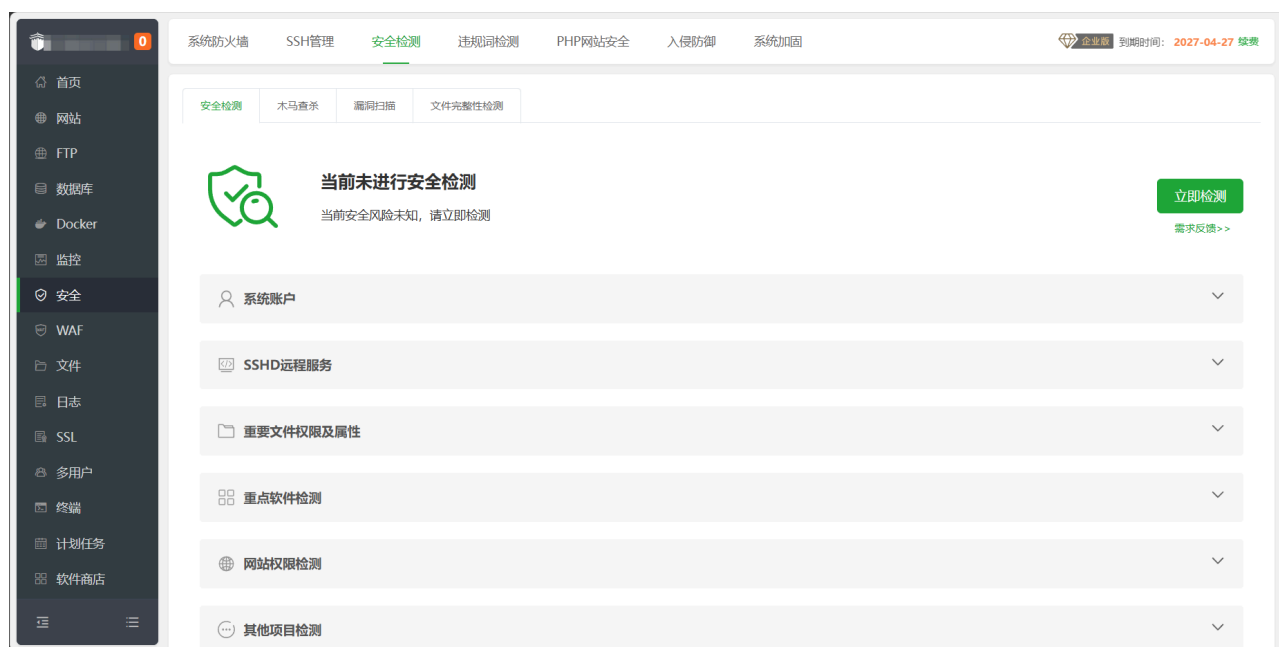 0
系统防火墙 SSH管理 安全检测 违规词检测 PHP网站安全 入侵防御 系统加固 企业版 到期时间: 2027-04-27 续费
首页
网站
FTP
数据库
Docker
监控
安全
WAF
文件
日志
SSL
多用户
终端
计划任务
软件商店
安全检测 木马查杀 漏洞扫描 文件完整性检测
当前未进行安全检测
当前安全风险未知，请立即检测
立即检测
需求反馈>>
系统账户
SSHD远程服务
重要文件权限及属性
重点软件检测
网站权限检测
其他项目检测